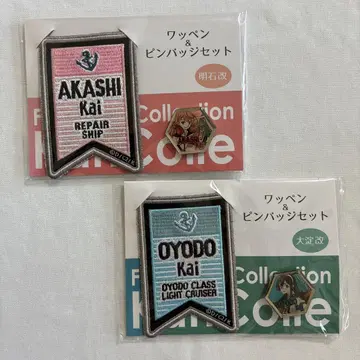 ワッペン
&
ピンバッジセット
明石改
AKASHI
Kai
REPAIR
SHIP
Collection
KanColle
ワッペン
&
ピンバッジセット
大淀改
OYODO
Kai
OYODO CLASS
LIGHT CRUISER
Collection
KanColle